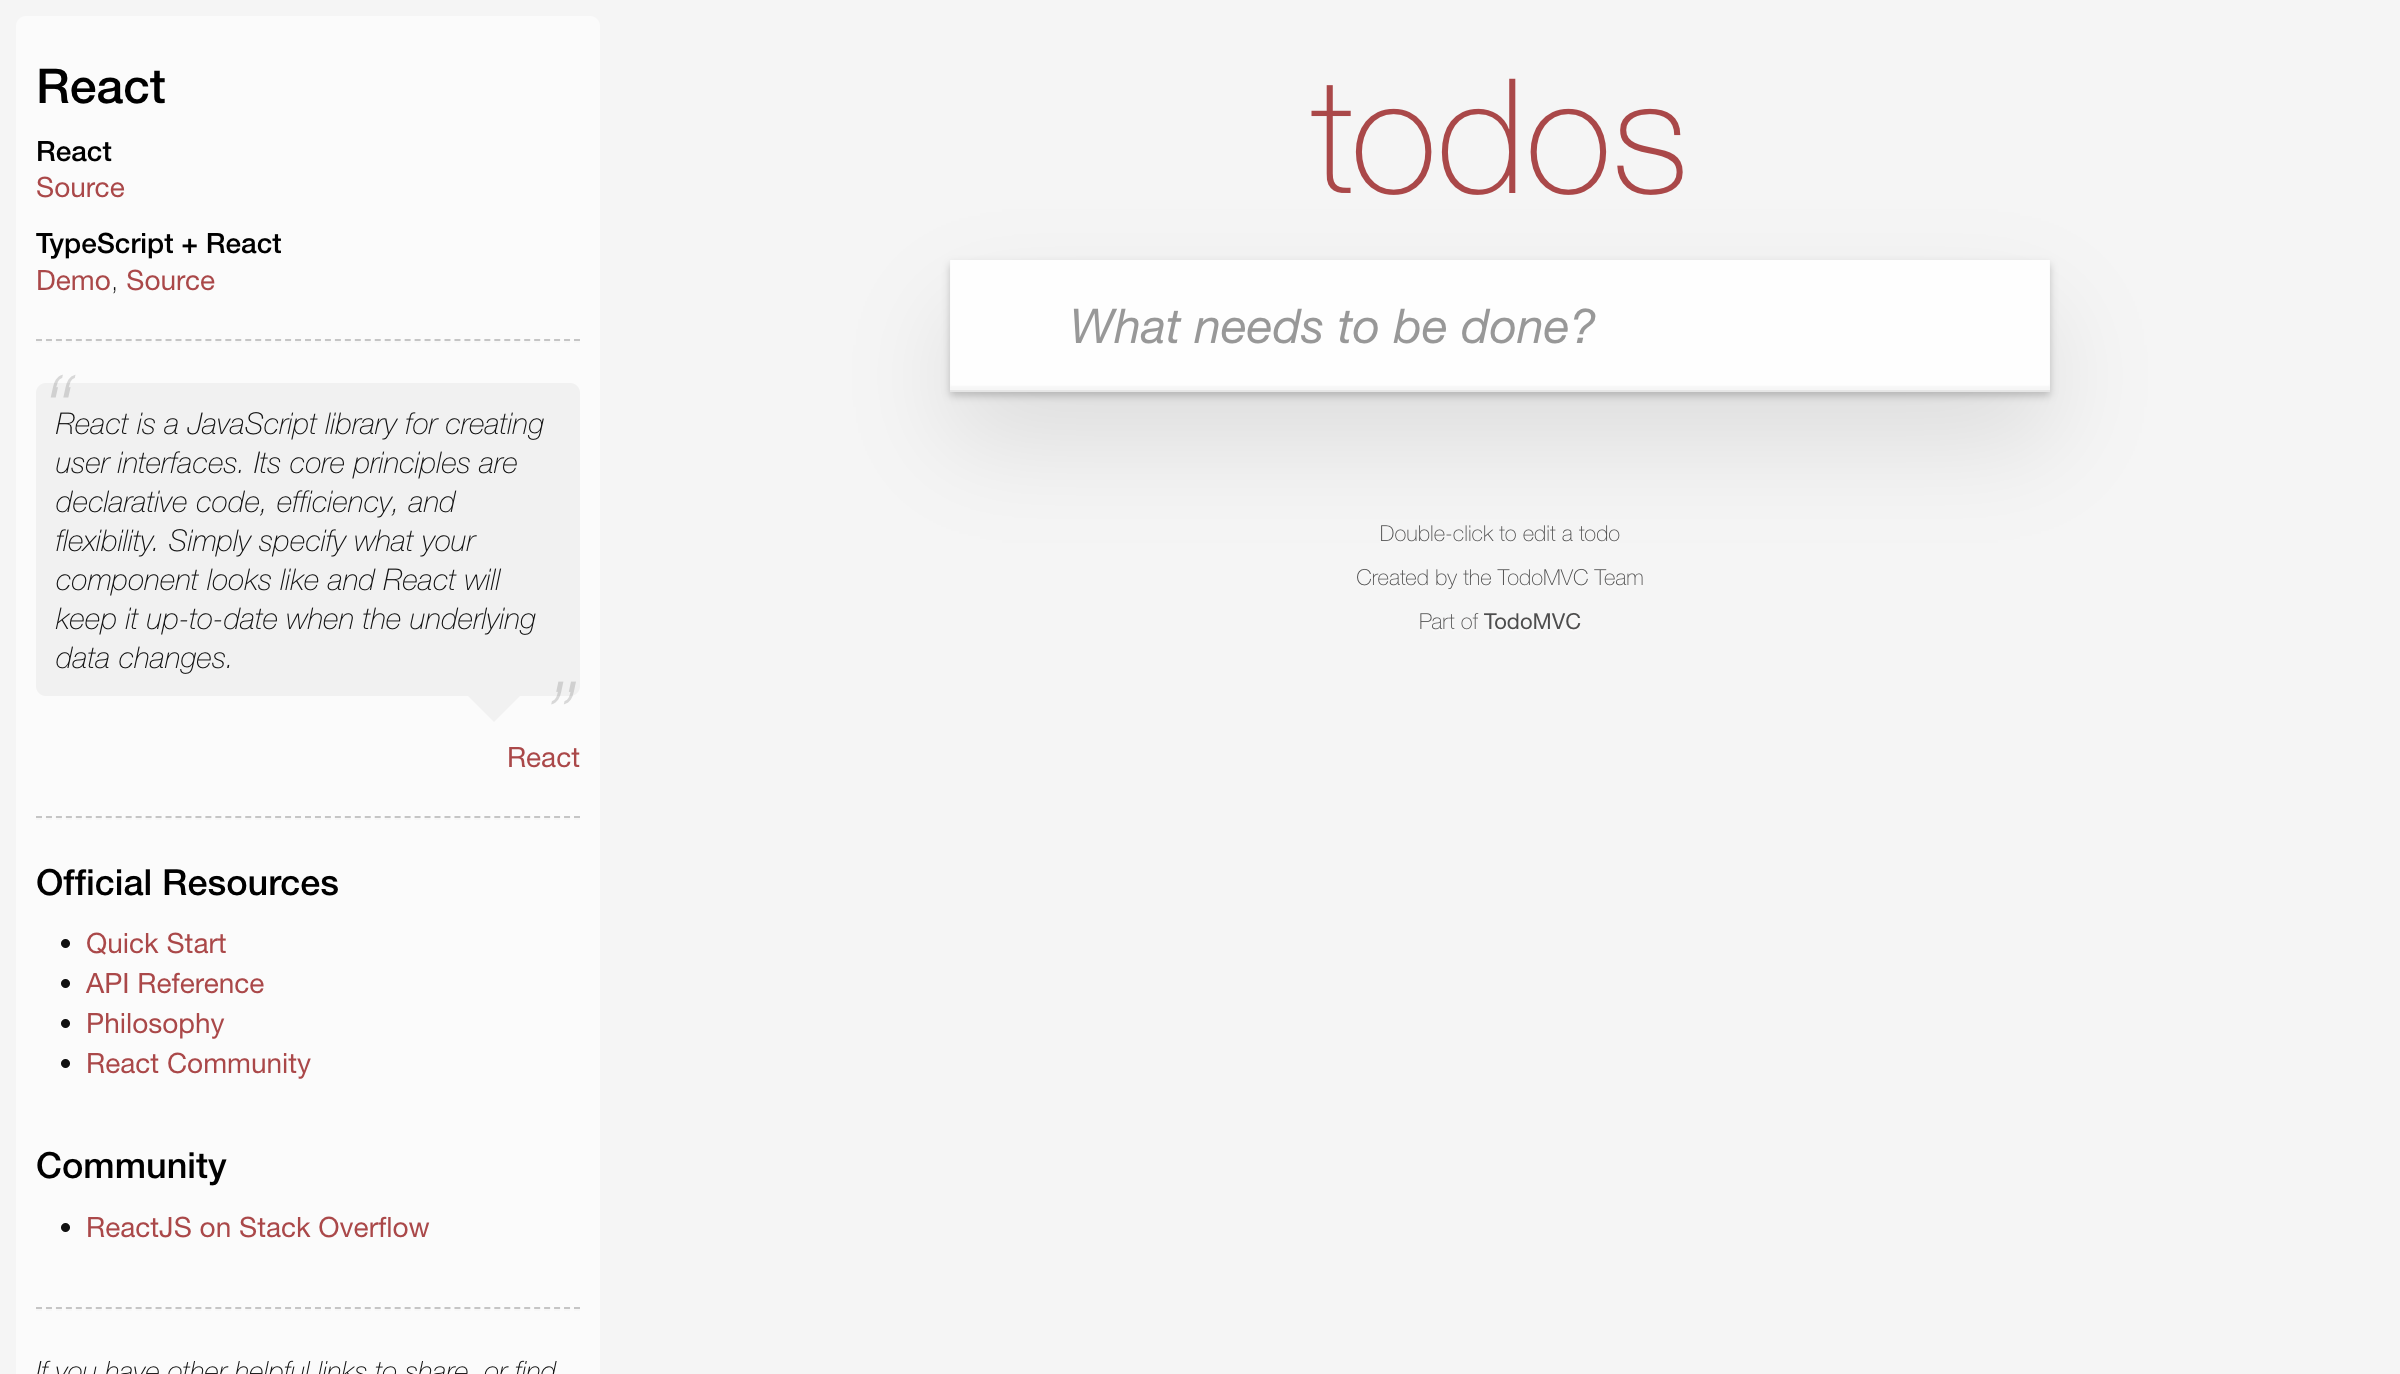 React
React
Source
TypeScript + React
Demo, Source
“
React is a JavaScript library for creating
user interfaces. Its core principles are
declarative code, efficiency, and
flexibility. Simply specify what your
component looks like and React will
keep it up-to-date when the underlying
data changes.
”
React
Official Resources
• Quick Start
• API Reference
• Philosophy
• React Community
Community
• ReactJS on Stack Overflow
If you have other helpful links to share, or find
todos
What needs to be done?
Double-click to edit a todo
Created by the TodoMVC Team
Part of TodoMVC